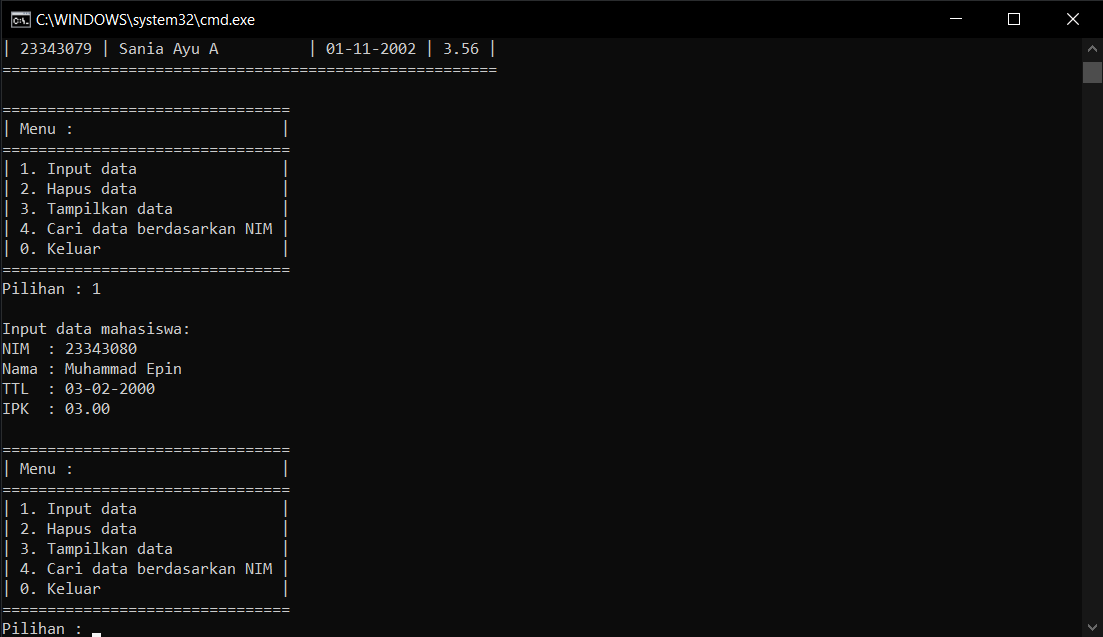 C:\WINDOWS\system32\cmd.exe
| 23343079 | Sania Ayu A          | 01-11-2002 | 3.56 |
=======================================================

================================
| Menu :                       |
================================
| 1. Input data                |
| 2. Hapus data                |
| 3. Tampilkan data            |
| 4. Cari data berdasarkan NIM |
| 0. Keluar                    |
================================
Pilihan : 1

Input data mahasiswa:
NIM  : 23343080
Nama : Muhammad Epin
TTL  : 03-02-2000
IPK  : 03.00

================================
| Menu :                       |
================================
| 1. Input data                |
| 2. Hapus data                |
| 3. Tampilkan data            |
| 4. Cari data berdasarkan NIM |
| 0. Keluar                    |
================================
Pilihan :